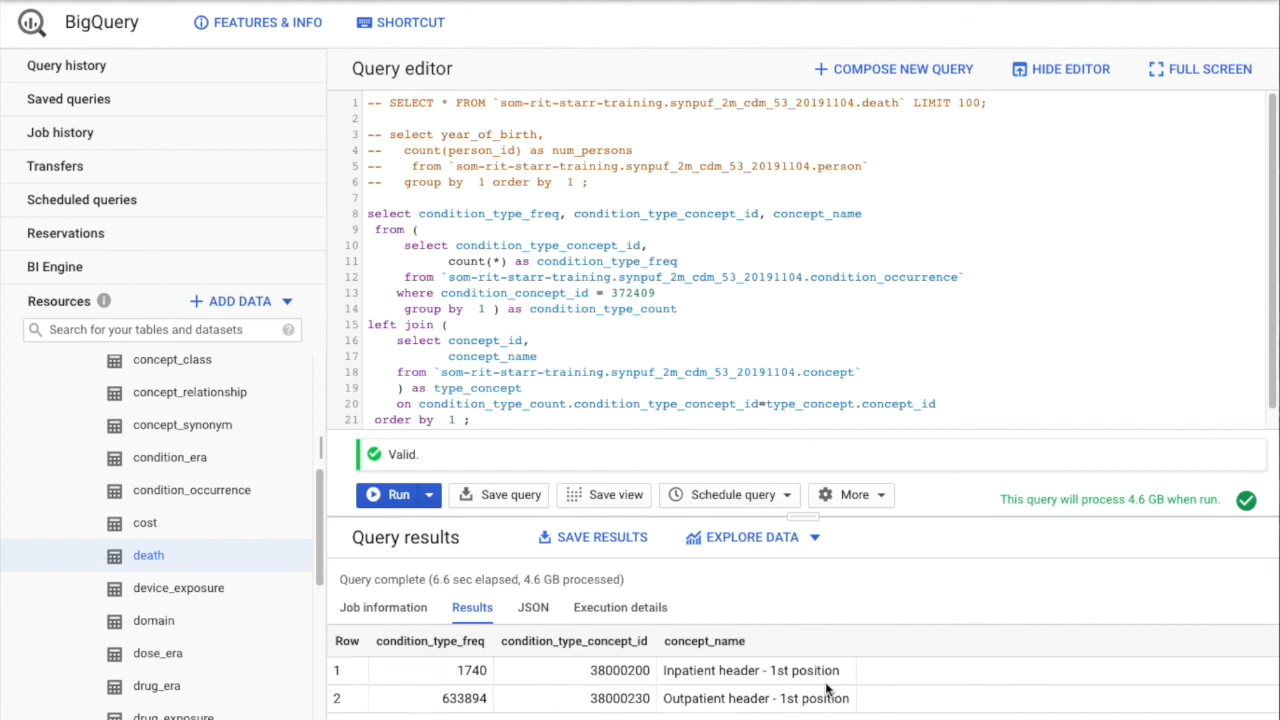 BigQuery
FEATURES & INFO
SHORTCUT
Query history
Saved queries
Job history
Transfers
Scheduled queries
Reservations
BI Engine
Resources
+ ADD DATA
Search for your tables and datasets
concept_class
concept_relationship
concept_synonym
condition_era
condition_occurrence
cost
death
device_exposure
domain
dose_era
drug_era
drug_exposure
Query editor
+ COMPOSE NEW QUERY
HIDE EDITOR
FULL SCREEN
1 -- SELECT * FROM `som-rit-starr-training.synpuf_2m_cdm_53_20191104.death` LIMIT 100;
2
3 -- select year_of_birth,
4 -- count(person_id) as num_persons
5 -- from `som-rit-starr-training.synpuf_2m_cdm_53_20191104.person`
6 -- group by 1 order by 1 ;
7
8 select condition_type_freq, condition_type_concept_id, concept_name
9 from (
10 select condition_type_concept_id,
11 count(*) as condition_type_freq
12 from `som-rit-starr-training.synpuf_2m_cdm_53_20191104.condition_occurrence`
13 where condition_concept_id = 372409
14 group by 1 ) as condition_type_count
15 left join (
16 select concept_id,
17 concept_name
18 from `som-rit-starr-training.synpuf_2m_cdm_53_20191104.concept`
19 ) as type_concept
20 on condition_type_count.condition_type_concept_id=type_concept.concept_id
21 order by 1 ;
Valid.
Run
Save query
Save view
Schedule query
More
This query will process 4.6 GB when run.
Query results
SAVE RESULTS
EXPLORE DATA
Query complete (6.6 sec elapsed, 4.6 GB processed)
Job information Results JSON Execution details
Row condition_type_freq condition_type_concept_id concept_name
1 1740 38000200 Inpatient header - 1st position
2 633894 38000230 Outpatient header - 1st position